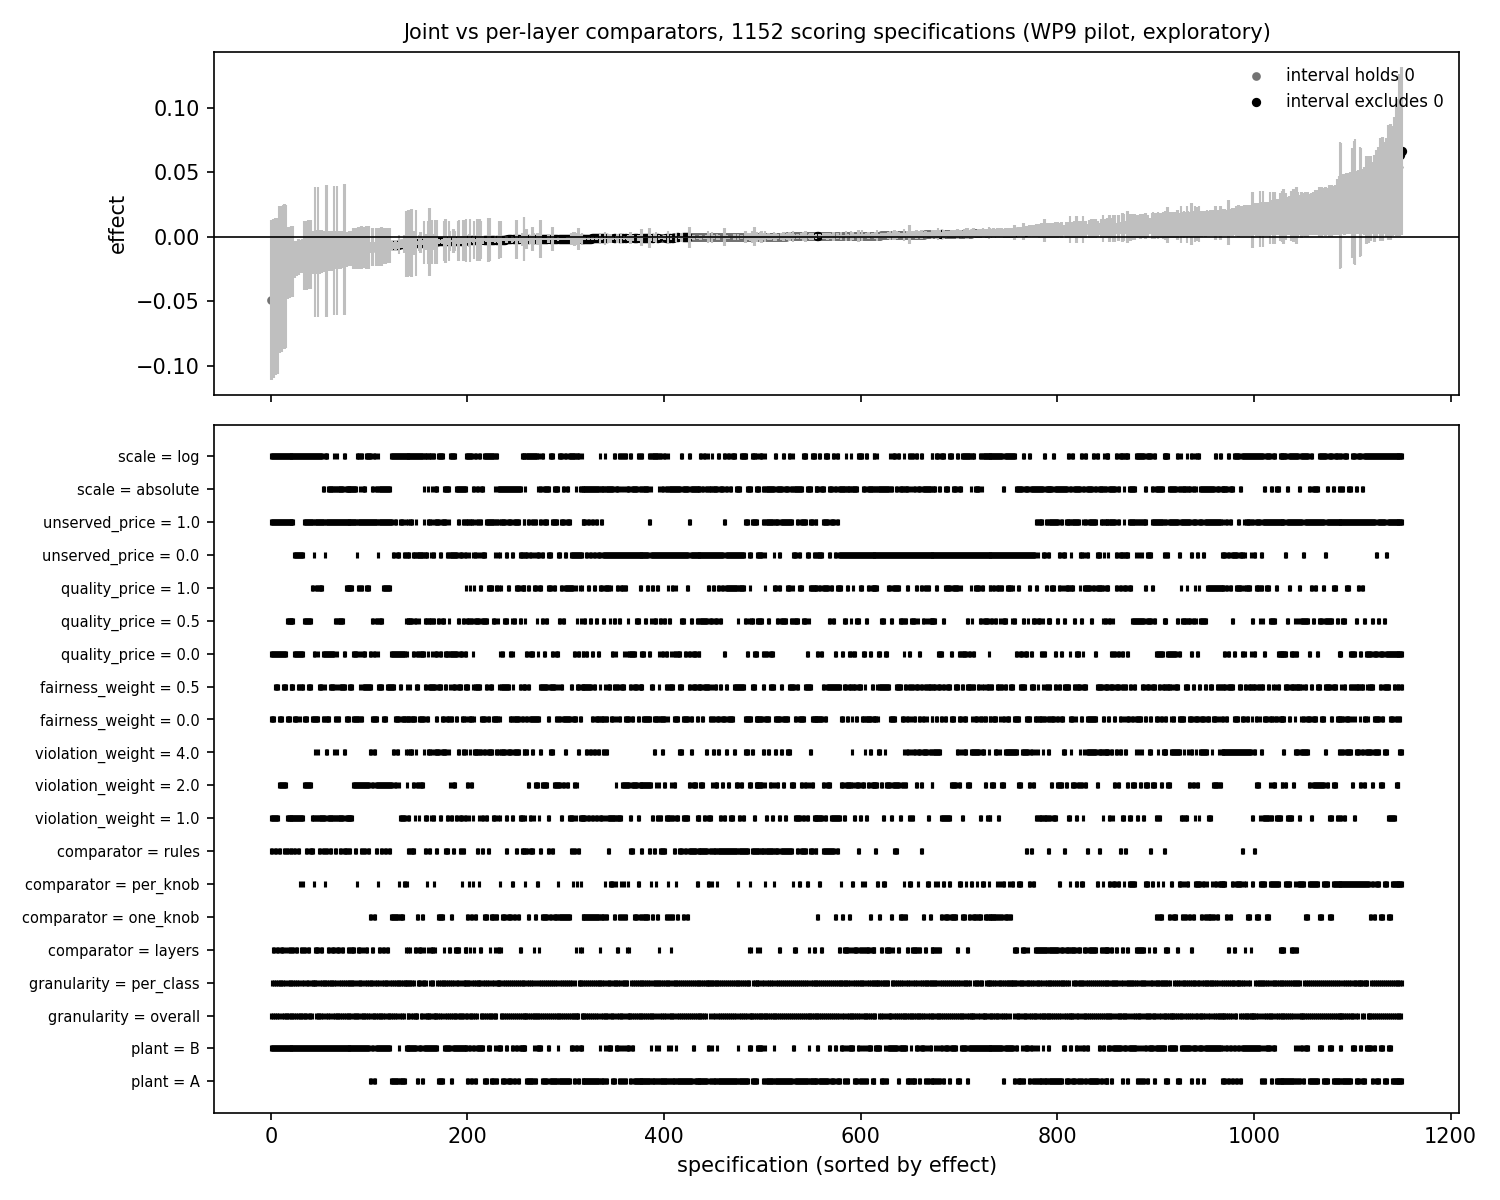 Joint vs per-layer comparators, 1152 scoring specifications (WP9 pilot, exploratory)
interval holds 0
interval excludes 0
0.10
0.05
0.00
−0.05
−0.10
effect
scale = log
scale = absolute
unserved_price = 1.0
unserved_price = 0.0
quality_price = 1.0
quality_price = 0.5
quality_price = 0.0
fairness_weight = 0.5
fairness_weight = 0.0
violation_weight = 4.0
violation_weight = 2.0
violation_weight = 1.0
comparator = rules
comparator = per_knob
comparator = one_knob
comparator = layers
granularity = per_class
granularity = overall
plant = B
plant = A
0 200 400 600 800 1000 1200
specification (sorted by effect)